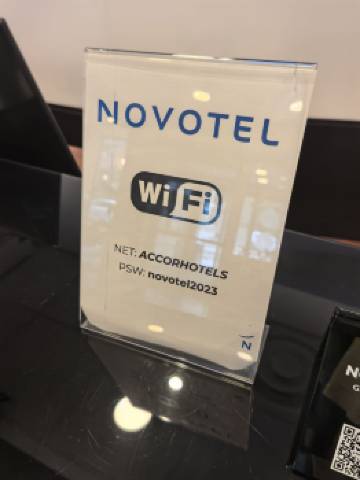 NOVOTEL
WiFi
NET: ACCORHOTELS
PSW: novotel2023
N